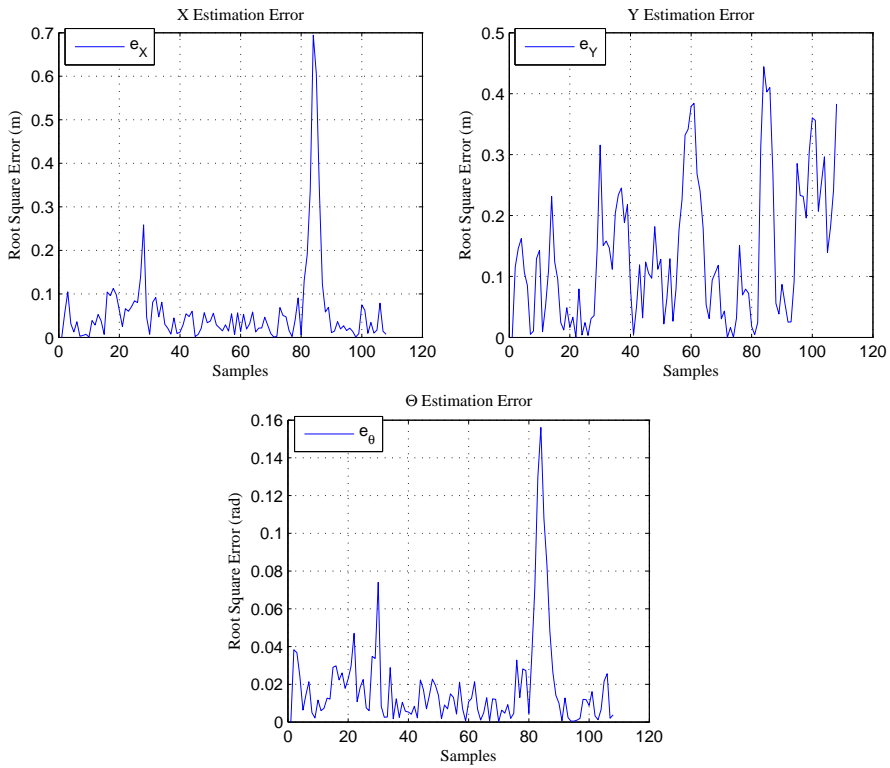 X Estimation Error
e_X
0.7
0.6
0.5
0.4
0.3
0.2
0.1
0
Root Square Error (m)
0 20 40 60 80 100 120
Samples
Y Estimation Error
e_Y
0.5
0.4
0.3
0.2
0.1
0
Root Square Error (m)
0 20 40 60 80 100 120
Samples
Θ Estimation Error
e_θ
0.16
0.14
0.12
0.1
0.08
0.06
0.04
0.02
0
Root Square Error (rad)
0 20 40 60 80 100 120
Samples